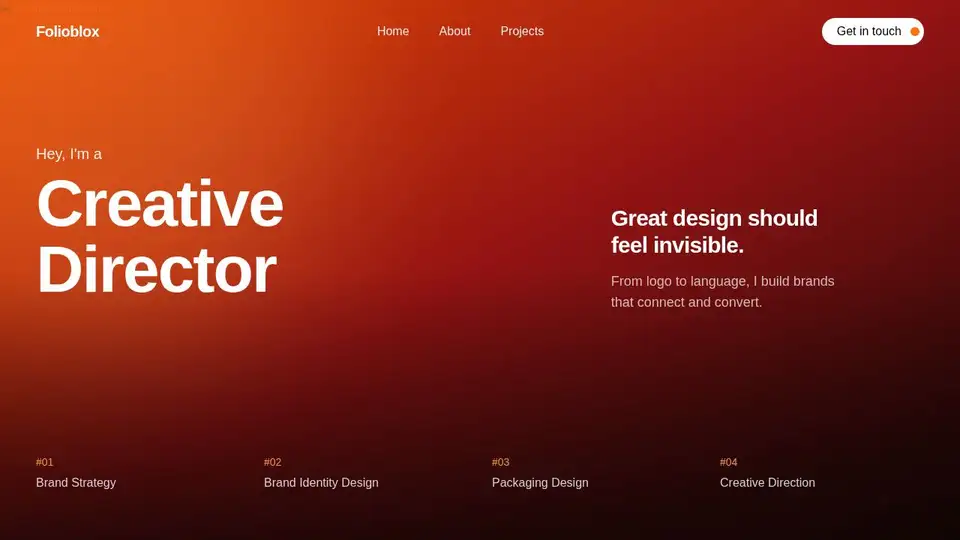 Folioblox
Home
About
Projects
Get in touch
Hey, I'm a
Creative
Director
Great design should
feel invisible.
From logo to language, I build brands
that connect and convert.
#01
Brand Strategy
#02
Brand Identity Design
#03
Packaging Design
#04
Creative Direction